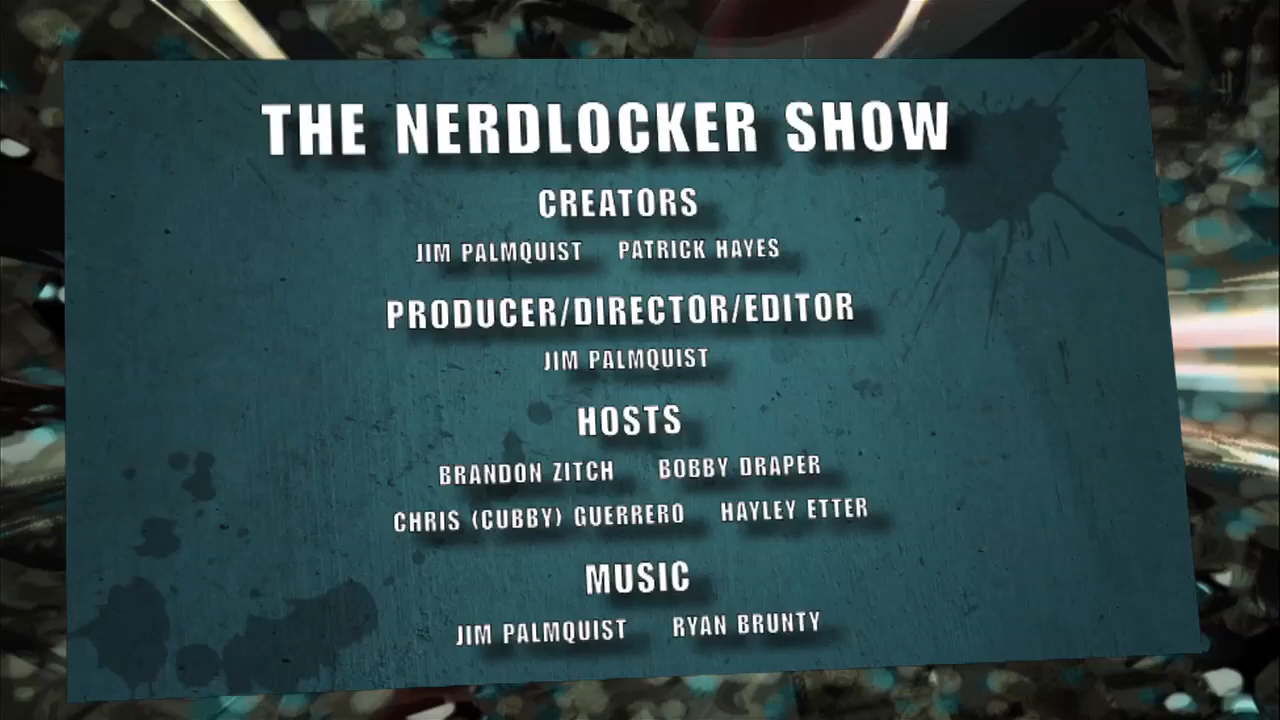 THE NERDLOCKER SHOW
CREATORS
JIM PALMQUIST PATRICK HAYES
PRODUCER/DIRECTOR/EDITOR
JIM PALMQUIST
HOSTS
BRANDON ZITCH BOBBY DRAPER
CHRIS (CUBBY) GUERRERO HAYLEY ETTER
MUSIC
JIM PALMQUIST RYAN BRUNTY